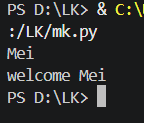 PS D:\LK> & C:\
:/LK/mk.py
Mei
welcome Mei
PS D:\LK>